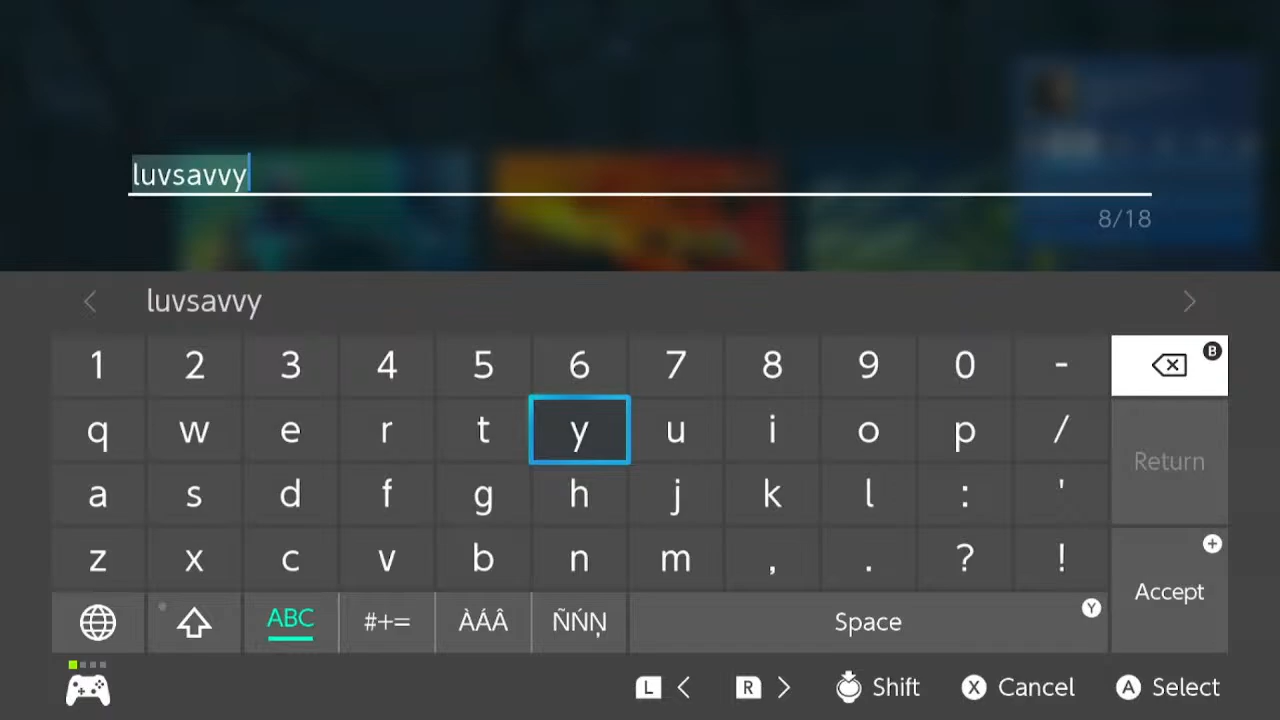 luvsavvy
8/18
luvsavvy
1 2 3 4 5 6 7 8 9 0 - B
q w e r t y u i o p /
Return
a s d f g h j k l : '
z x c v b n m , . ? ! +
Accept
ABC #+= ÀÁÂ ÑŃŅ Space Y
L R Shift X Cancel A Select